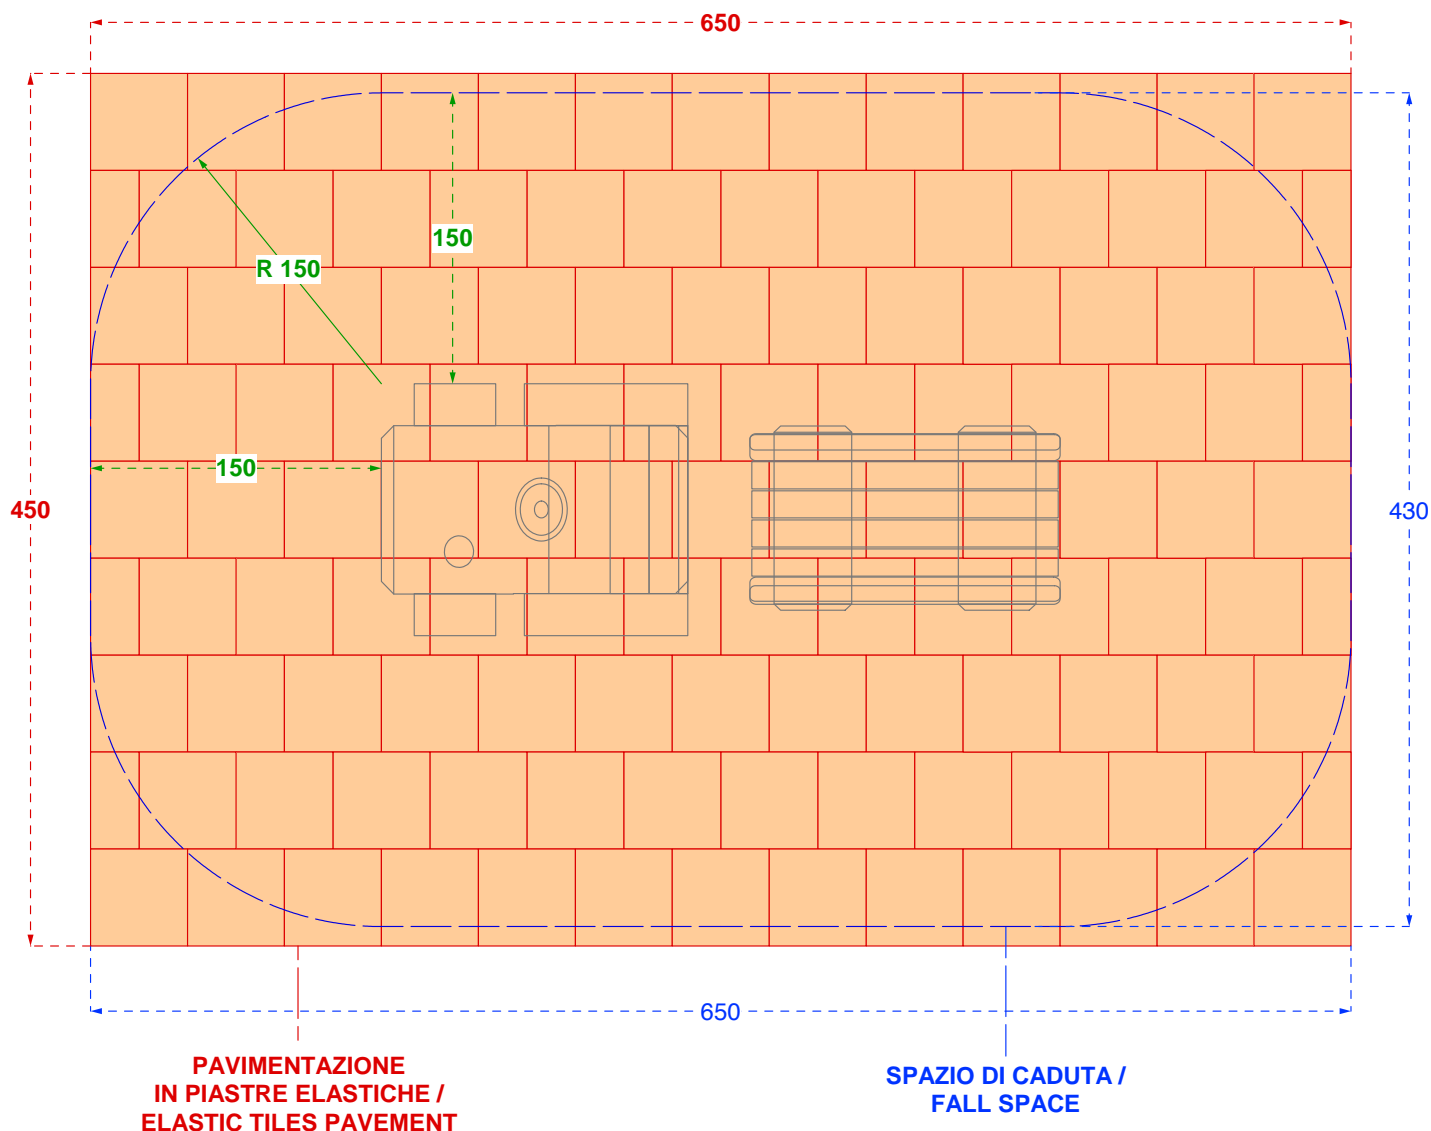 650
150
R 150
150
450
430
650
PAVIMENTAZIONE
IN PIASTRE ELASTICHE /
ELASTIC TILES PAVEMENT
SPAZIO DI CADUTA /
FALL SPACE